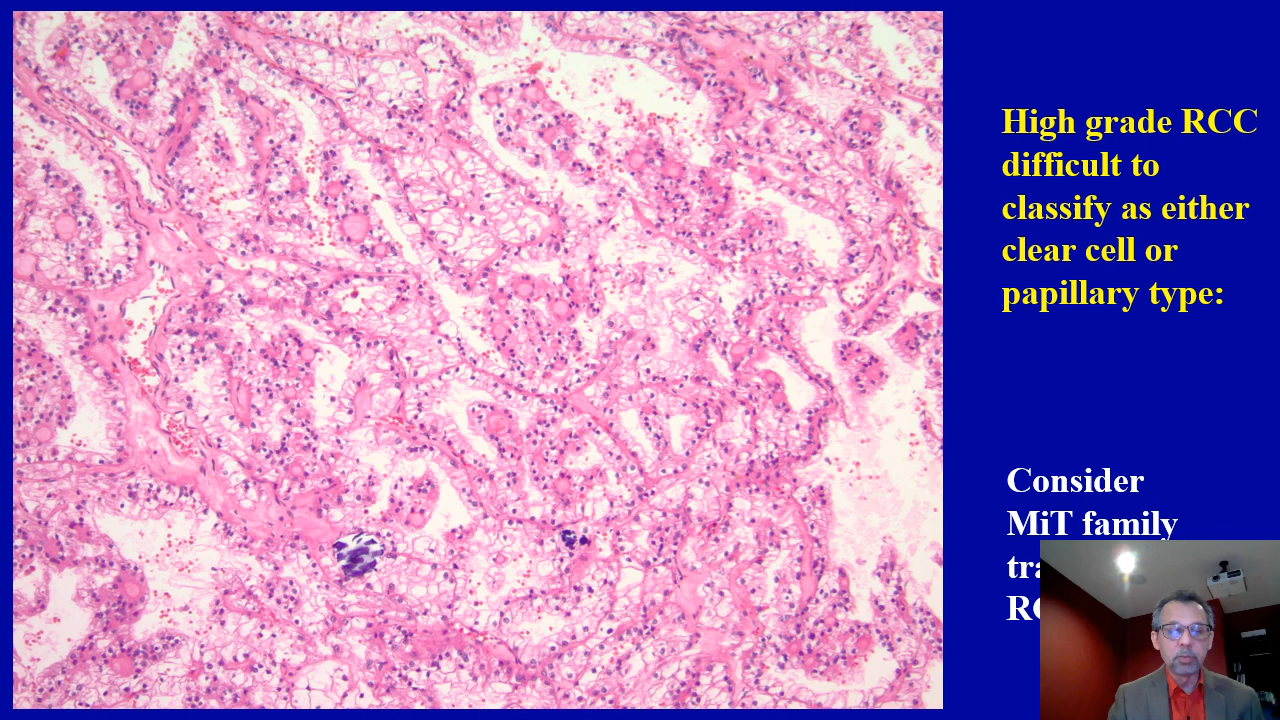 High grade RCC
difficult to
classify as either
clear cell or
papillary type:
Consider
MiT family